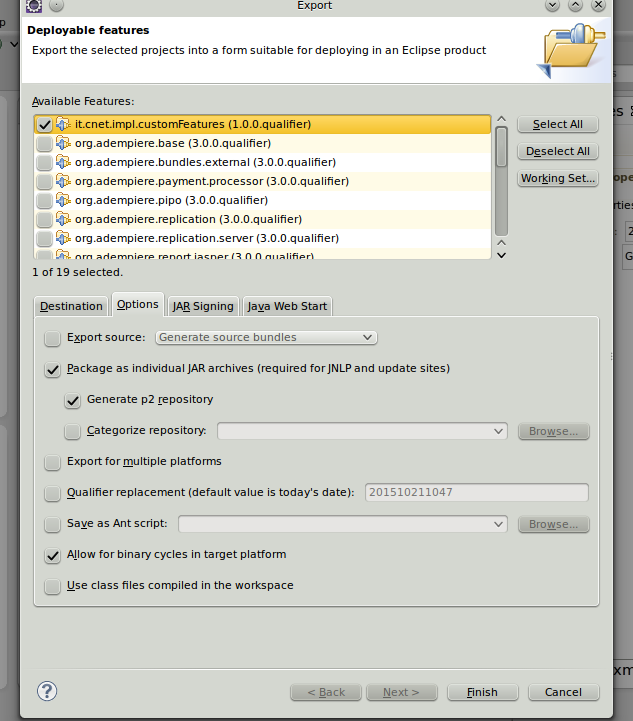 Export
Deployable features
Export the selected projects into a form suitable for deploying in an Eclipse product
Available Features:
it.cnet.impl.customFeatures (1.0.0.qualifier)
org.adempiere.base (3.0.0.qualifier)
org.adempiere.bundles.external (3.0.0.qualifier)
org.adempiere.payment.processor (3.0.0.qualifier)
org.adempiere.pipo (3.0.0.qualifier)
org.adempiere.replication (3.0.0.qualifier)
org.adempiere.replication.server (3.0.0.qualifier)
org.adempiere.report.jasper (3.0.0.qualifier)
Select All
Deselect All
Working Set...
1 of 19 selected.
Destination Options JAR Signing Java Web Start
Export source: Generate source bundles
Package as individual JAR archives (required for JNLP and update sites)
Generate p2 repository
Categorize repository: Browse...
Export for multiple platforms
Qualifier replacement (default value is today's date): 201510211047
Save as Ant script: Browse...
Allow for binary cycles in target platform
Use class files compiled in the workspace
? < Back Next > Finish Cancel